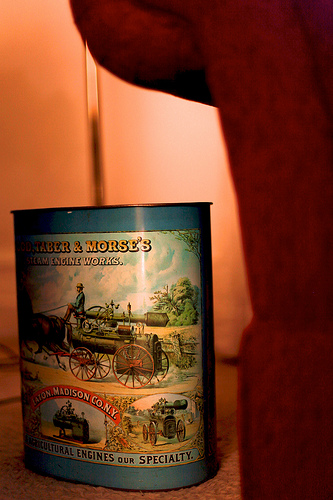 TABER & MORSE'S
STEAM ENGINE WORKS.
EATON, MADISON CO. N.Y.
AGRICULTURAL ENGINES OUR SPECIALTY.